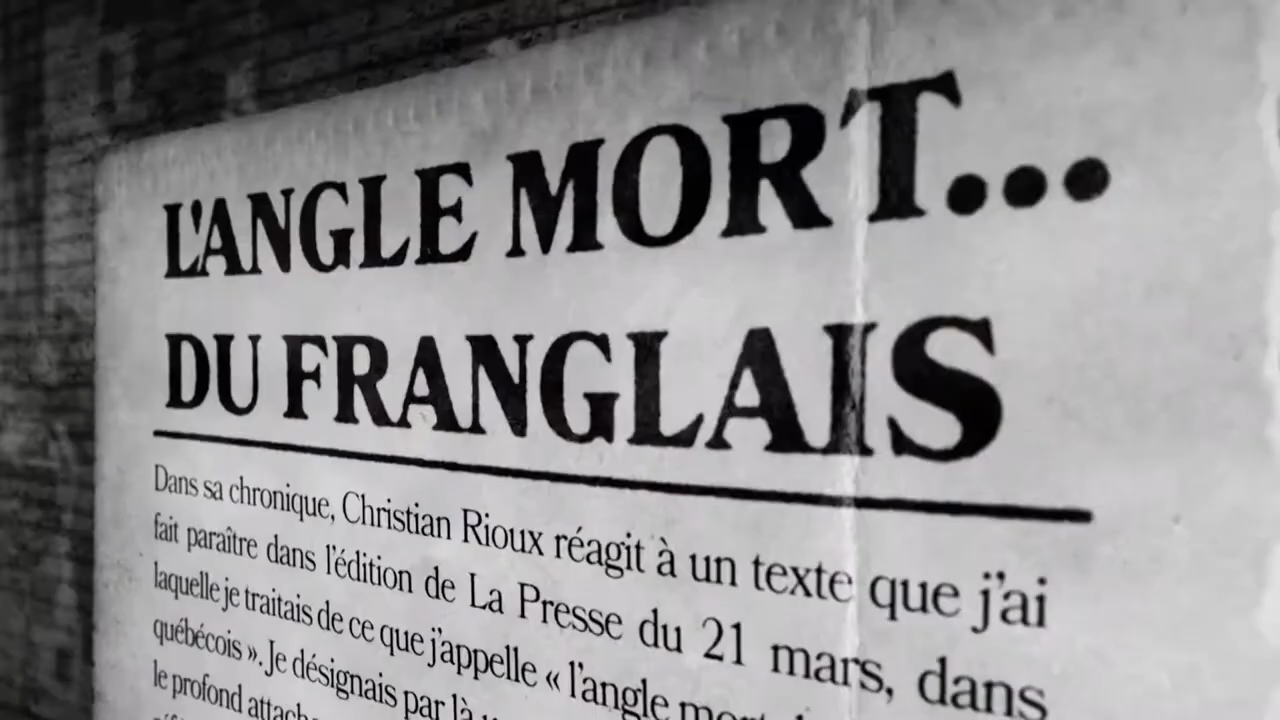 L'ANGLE MORT...
DU FRANGLAIS
Dans sa chronique, Christian Rioux réagit à un texte que j'ai
fait paraître dans l'édition de La Presse du 21 mars, dans
laquelle je traitais de ce que j'appelle « l'angle
québécois ». Je désignais par là
le profond